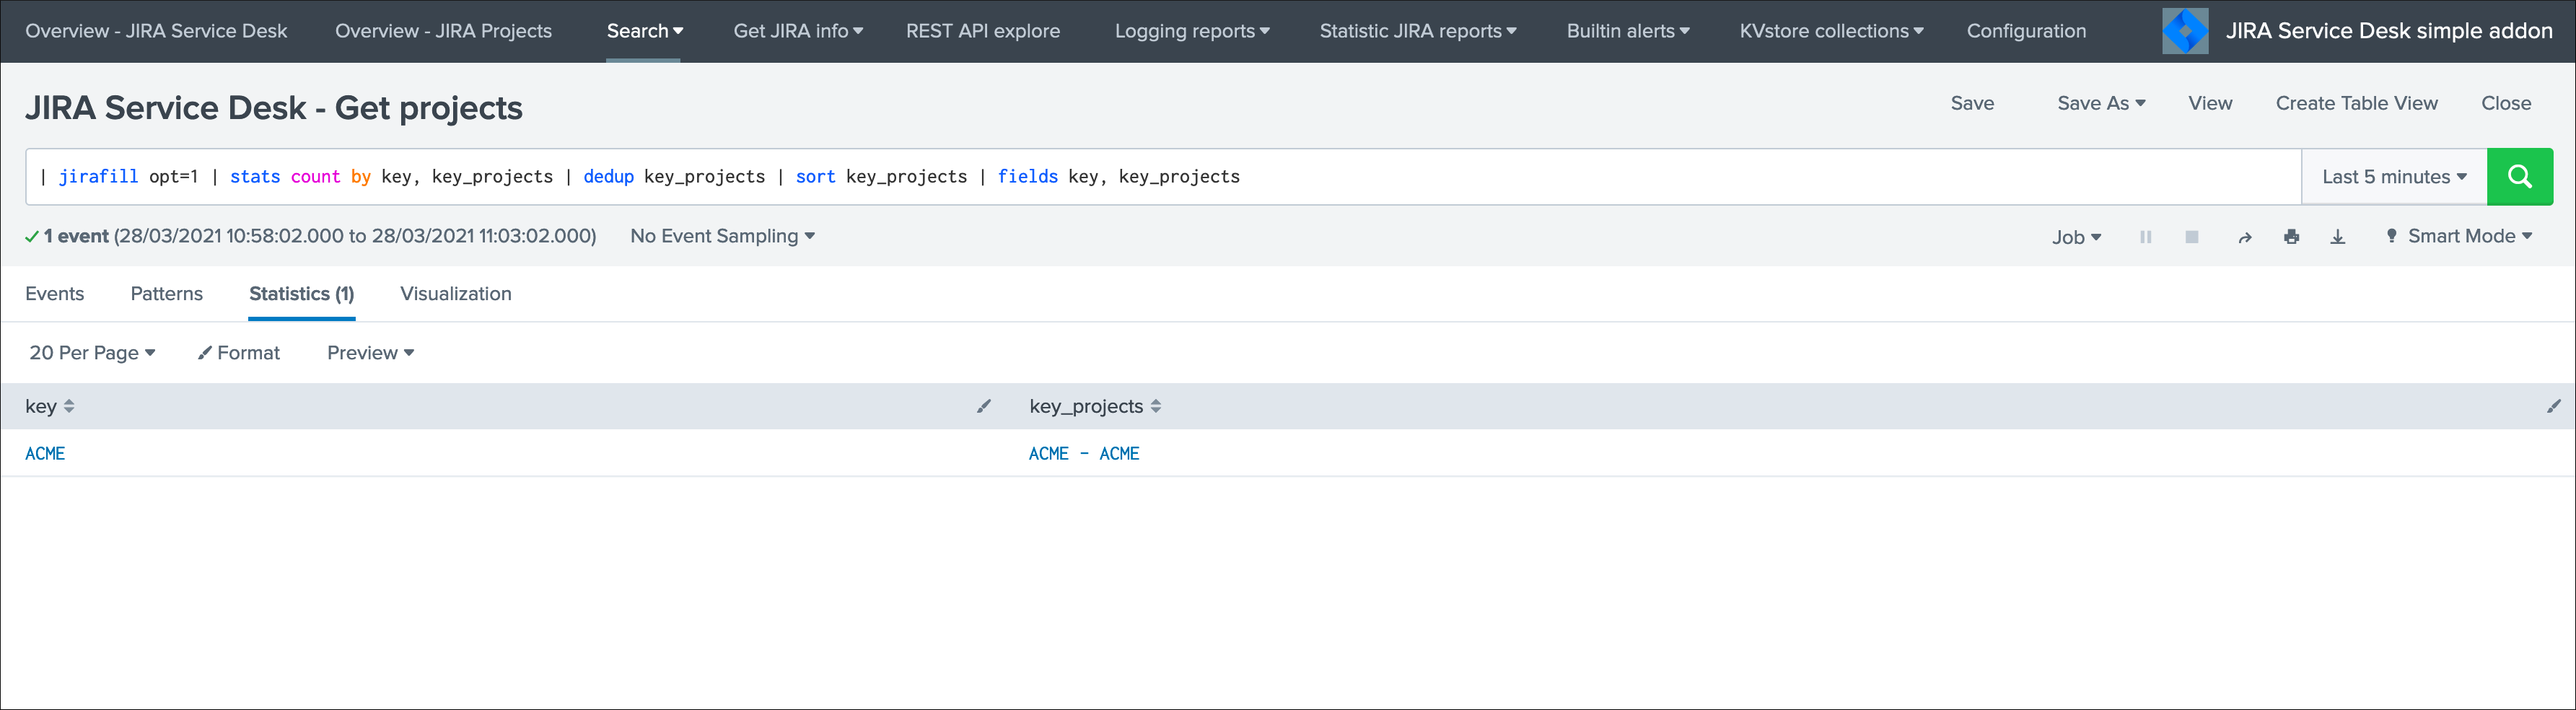 Overview - JIRA Service Desk Overview - JIRA Projects Search Get JIRA info REST API explore Logging reports Statistic JIRA reports Builtin alerts KVstore collections Configuration JIRA Service Desk simple addon
JIRA Service Desk - Get projects Save Save As View Create Table View Close
| jirafill opt=1 | stats count by key, key_projects | dedup key_projects | sort key_projects | fields key, key_projects Last 5 minutes
1 event (28/03/2021 10:58:02.000 to 28/03/2021 11:03:02.000) No Event Sampling Job Smart Mode
Events Patterns Statistics (1) Visualization
20 Per Page Format Preview
key key_projects
ACME ACME - ACME